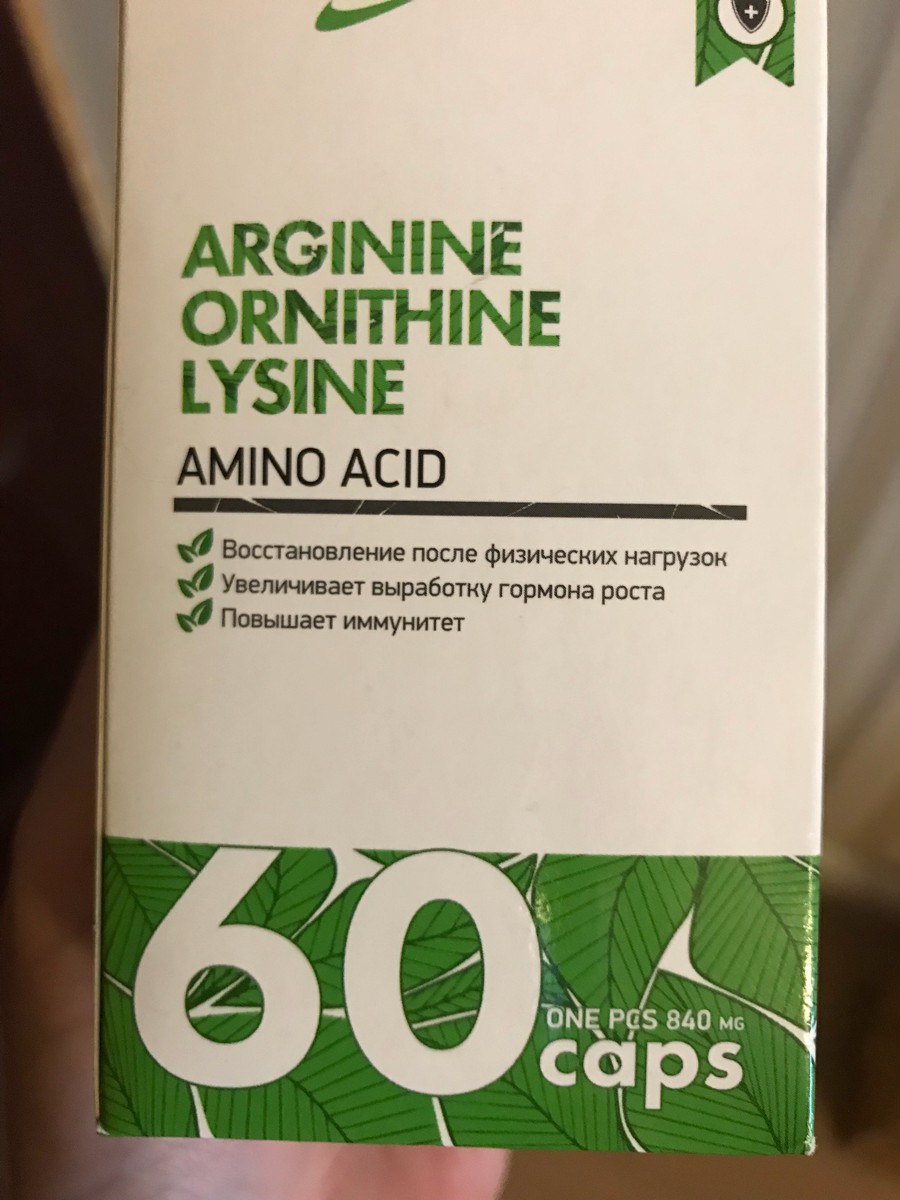 ARGININE
ORNITHINE
LYSINE
AMINO ACID
Восстановление после физических нагрузок
Увеличивает выработку гормона роста
Повышает иммунитет
60
ONE PCS 840 MG
caps